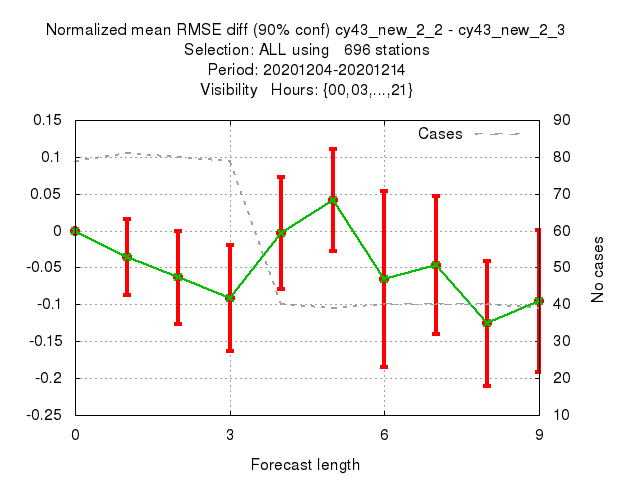 Normalized mean RMSE diff (90% conf) cy43_new_2_2 - cy43_new_2_3
Selection: ALL using 696 stations
Period: 20201204-20201214
Visibility Hours: {00,03,...,21}
0.15
0.1
0.05
0
-0.05
-0.1
-0.15
-0.2
-0.25
Cases
90
80
70
60
50
40
30
20
10
No cases
0 3 6 9
Forecast length